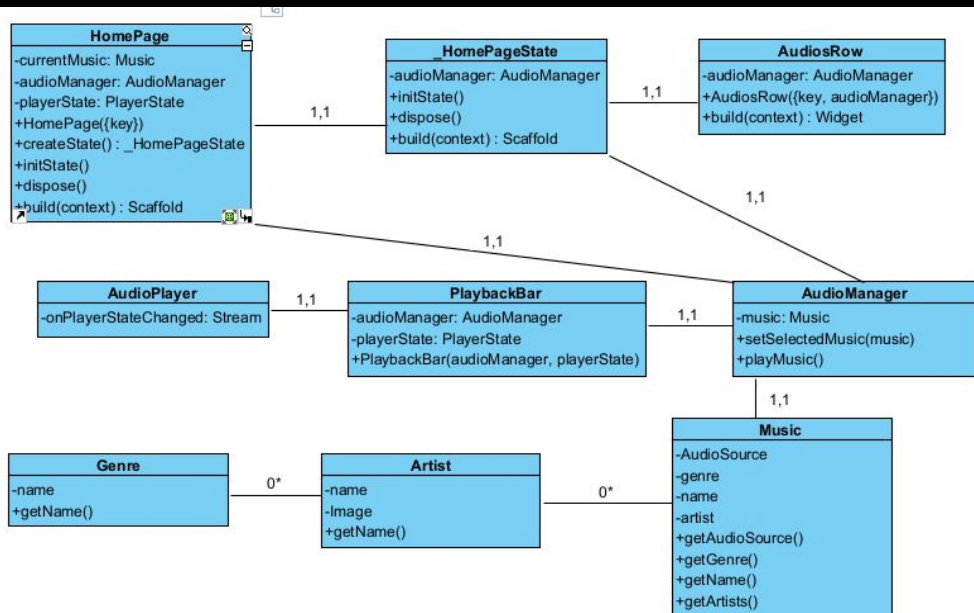 HomePage
-currentMusic: Music
-audioManager: AudioManager
-playerState: PlayerState
+HomePage({key})
+createState() : _HomePageState
+initState()
+dispose()
+build(context) : Scaffold
1,1
_HomePageState
-audioManager: AudioManager
+initState()
+dispose()
+build(context) : Scaffold
1,1
AudiosRow
-audioManager: AudioManager
+AudiosRow({key, audioManager})
+build(context) : Widget
1,1
1,1
AudioPlayer
-onPlayerStateChanged: Stream
1,1
PlaybackBar
-audioManager: AudioManager
-playerState: PlayerState
+PlaybackBar(audioManager, playerState)
1,1
AudioManager
-music: Music
+setSelectedMusic(music)
+playMusic()
1,1
Genre
-name
+getName()
0*
Artist
-name
-Image
+getName()
0*
Music
-AudioSource
-genre
-name
-artist
+getAudioSource()
+getGenre()
+getName()
+getArtists()